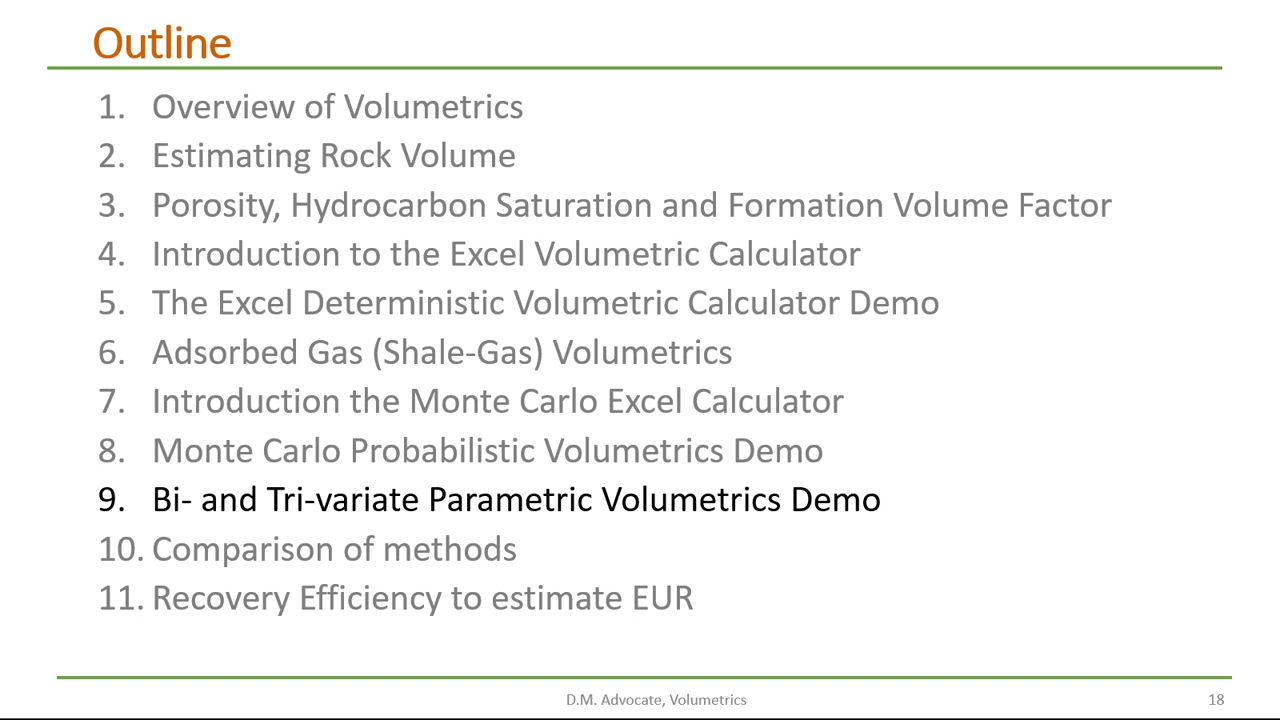 Outline
1. Overview of Volumetrics
2. Estimating Rock Volume
3. Porosity, Hydrocarbon Saturation and Formation Volume Factor
4. Introduction to the Excel Volumetric Calculator
5. The Excel Deterministic Volumetric Calculator Demo
6. Adsorbed Gas (Shale-Gas) Volumetrics
7. Introduction the Monte Carlo Excel Calculator
8. Monte Carlo Probabilistic Volumetrics Demo
9. Bi- and Tri-variate Parametric Volumetrics Demo
10. Comparison of methods
11. Recovery Efficiency to estimate EUR
D.M. Advocate, Volumetrics 18